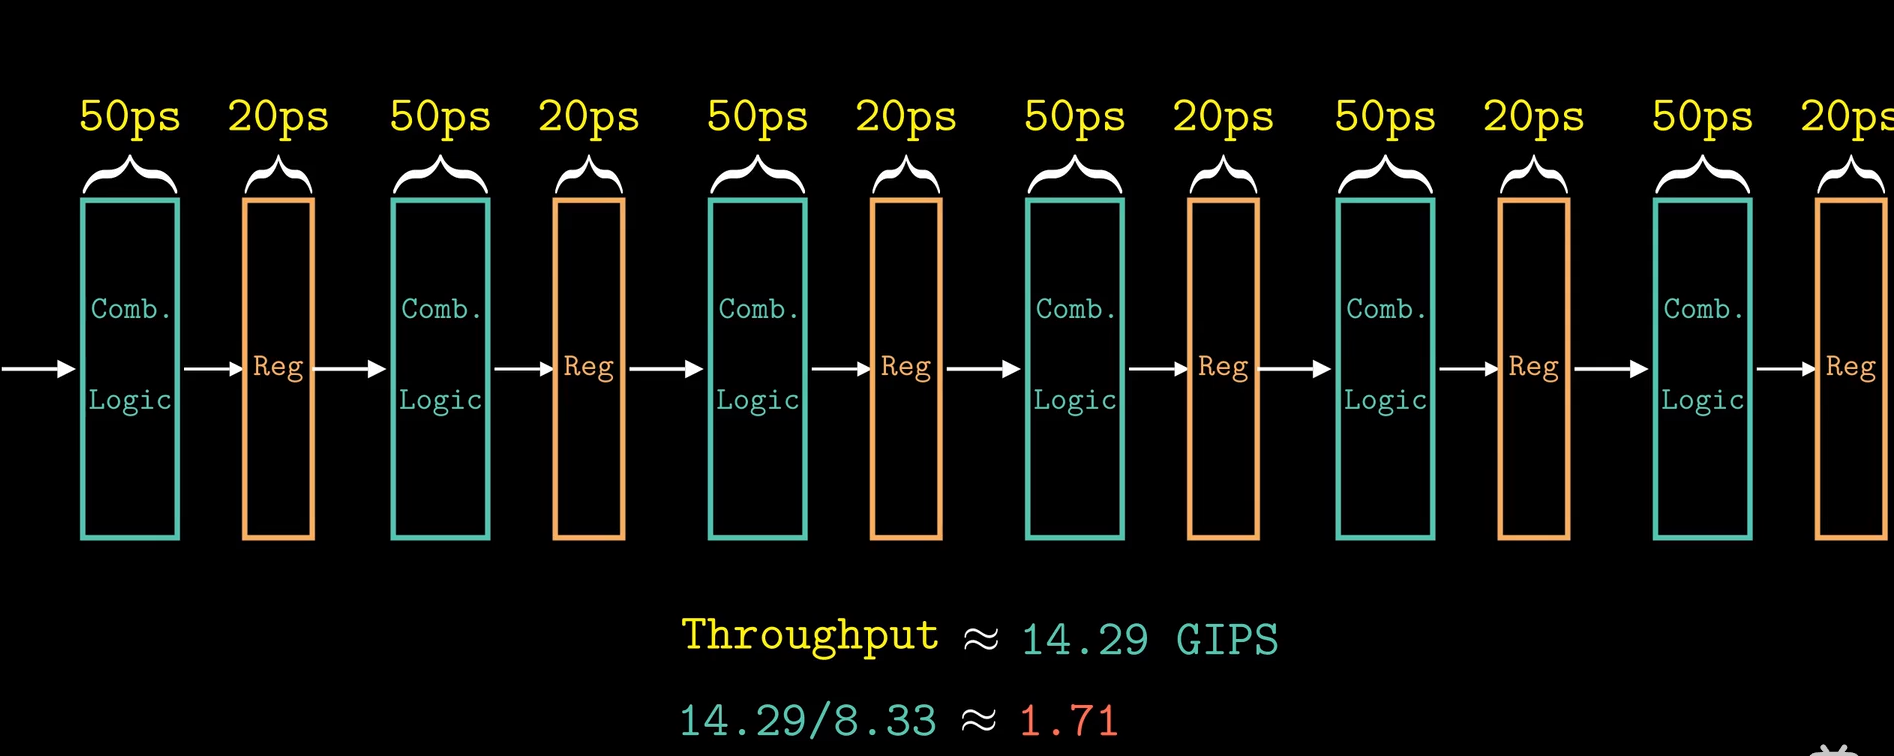 50ps 20ps 50ps 20ps 50ps 20ps 50ps 20ps 50ps 20ps 50ps 20ps
Comb. Comb. Comb. Comb. Comb. Comb.
Reg Reg Reg Reg Reg Reg
Logic Logic Logic Logic Logic Logic
Throughput ≈ 14.29 GIPS
14.29/8.33 ≈ 1.71